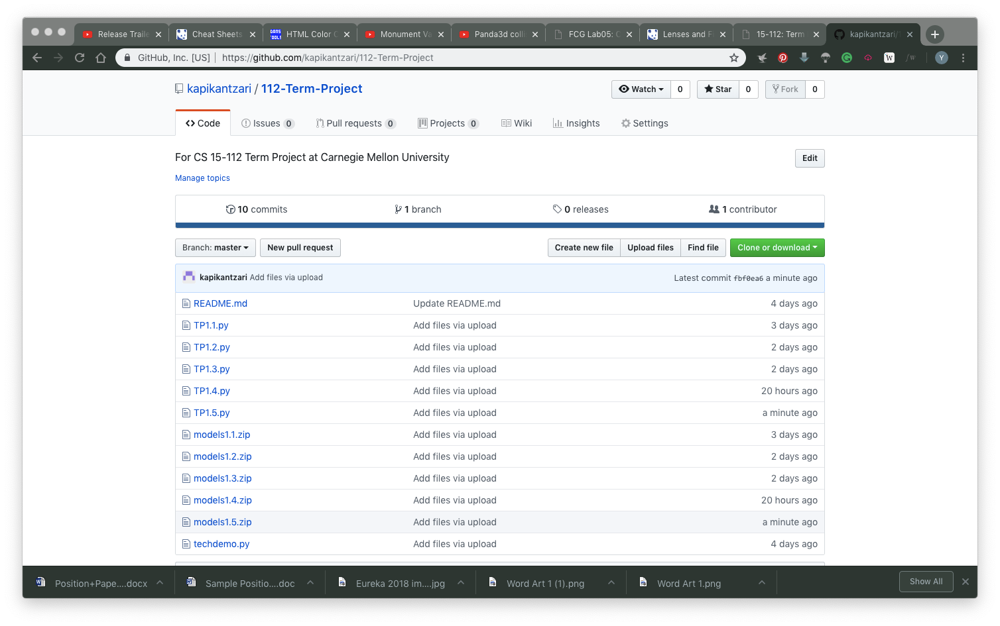 Release Traile
Cheat Sheets
DANS TOOLS HTML Color C
Monument Va
Panda3d colli
FCG Lab05: C
Lenses and F
15-112: Term
kapikantzari/
GitHub, Inc. [US] | https://github.com/kapikantzari/112-Term-Project
W
Y
kapikantzari / 112-Term-Project
Watch 0
Star 0
Fork 0
Code
Issues 0
Pull requests 0
Projects 0
Wiki
Insights
Settings
For CS 15-112 Term Project at Carnegie Mellon University
Edit
Manage topics
10 commits
1 branch
0 releases
1 contributor
Branch: master
New pull request
Create new file
Upload files
Find file
Clone or download
kapikantzari Add files via upload
Latest commit fbf0ea6 a minute ago
README.md Update README.md 4 days ago
TP1.1.py Add files via upload 3 days ago
TP1.2.py Add files via upload 2 days ago
TP1.3.py Add files via upload 2 days ago
TP1.4.py Add files via upload 20 hours ago
TP1.5.py Add files via upload a minute ago
models1.1.zip Add files via upload 3 days ago
models1.2.zip Add files via upload 2 days ago
models1.3.zip Add files via upload 2 days ago
models1.4.zip Add files via upload 20 hours ago
models1.5.zip Add files via upload a minute ago
techdemo.py Add files via upload 4 days ago
Position+Pape....docx
Sample Positio....doc
Eureka 2018 im....jpg
Word Art 1 (1).png
Word Art 1.png
Show All